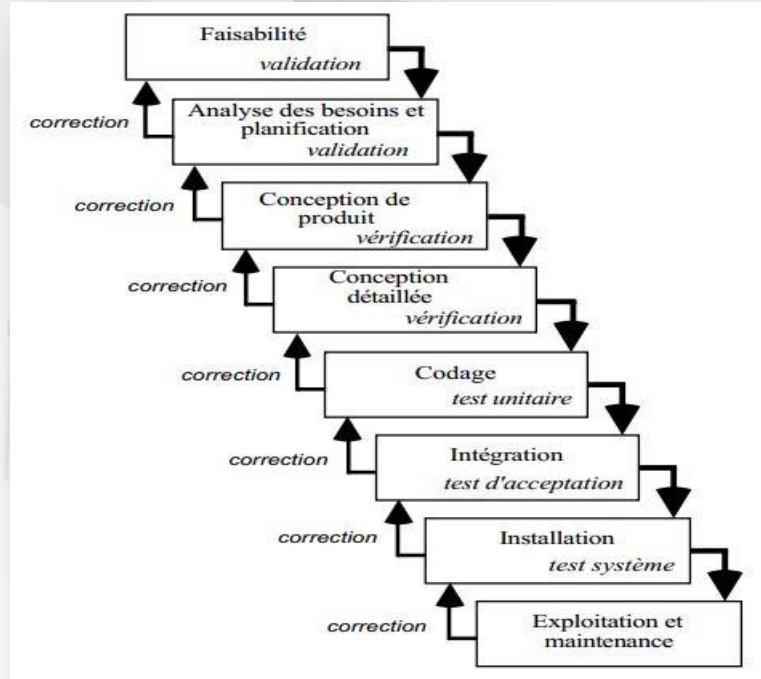 Faisabilité
validation
correction
Analyse des besoins et
planification
validation
correction
Conception de
produit
vérification
correction
Conception
détaillée
vérification
correction
Codage
test unitaire
correction
Intégration
test d'acceptation
correction
Installation
test système
correction
Exploitation et
maintenance